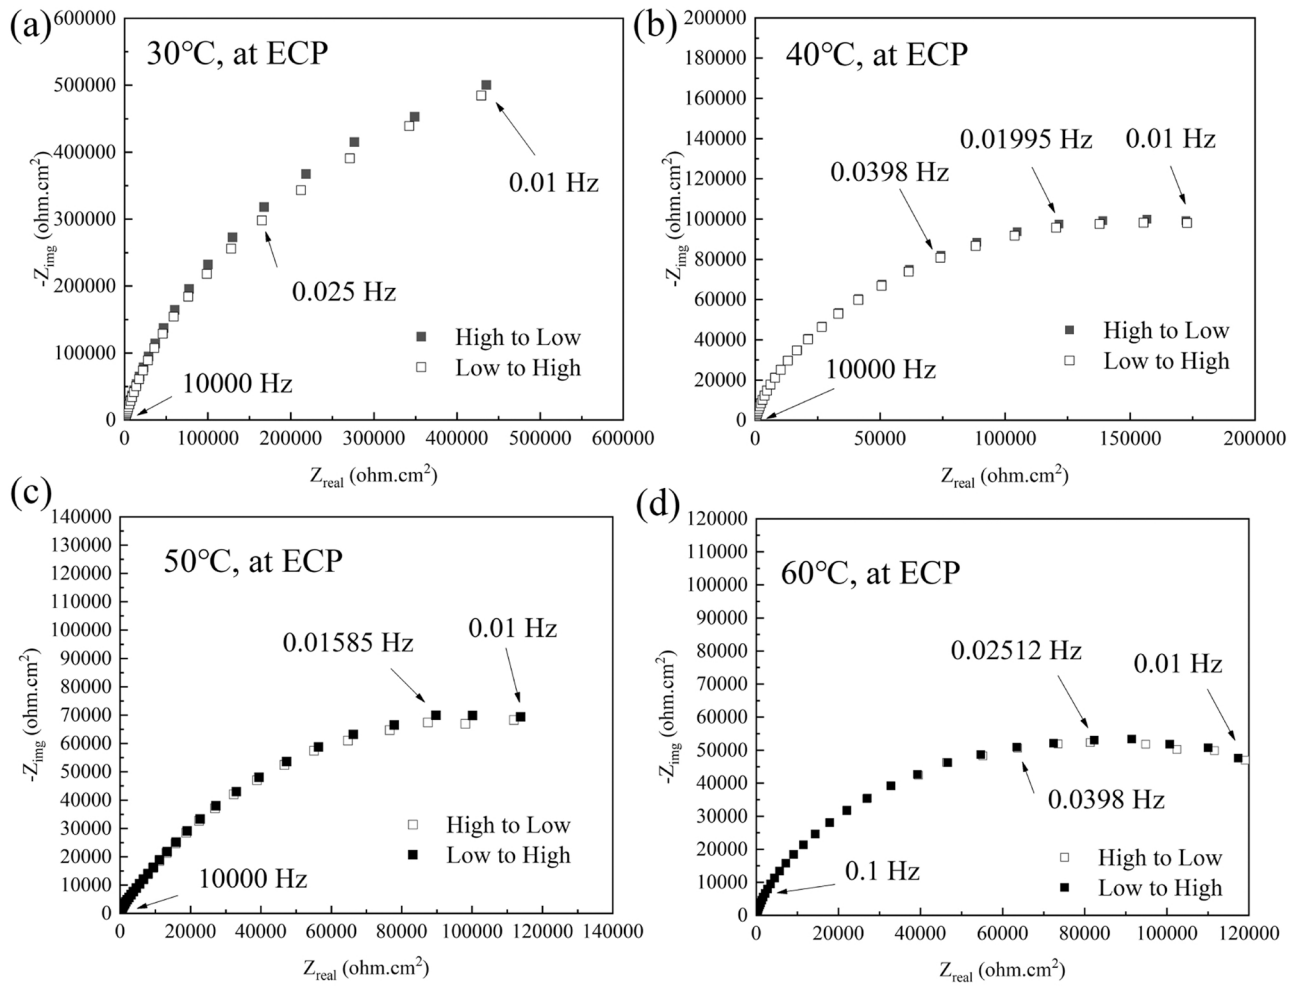 (a)
600000
500000
400000
300000
200000
100000
0
-Zimg (ohm.cm2)
30°C, at ECP
0.01 Hz
0.025 Hz
High to Low
Low to High
10000 Hz
0 100000 200000 300000 400000 500000 600000
Zreal (ohm.cm2)
(b)
200000
180000
160000
140000
120000
100000
80000
60000
40000
20000
0
-Zimg (ohm.cm2)
40°C, at ECP
0.01995 Hz
0.01 Hz
0.0398 Hz
High to Low
Low to High
10000 Hz
0 50000 100000 150000 200000
Zreal (ohm.cm2)
(c)
140000
130000
120000
110000
100000
90000
80000
70000
60000
50000
40000
30000
20000
10000
0
-Zimg (ohm.cm2)
50°C, at ECP
0.01585 Hz
0.01 Hz
High to Low
Low to High
10000 Hz
0 20000 40000 60000 80000 100000 120000 140000
Zreal (ohm.cm2)
(d)
120000
110000
100000
90000
80000
70000
60000
50000
40000
30000
20000
10000
0
-Zimg (ohm.cm2)
60°C, at ECP
0.02512 Hz
0.01 Hz
0.0398 Hz
High to Low
Low to High
0.1 Hz
0 20000 40000 60000 80000 100000 120000
Zreal (ohm.cm2)